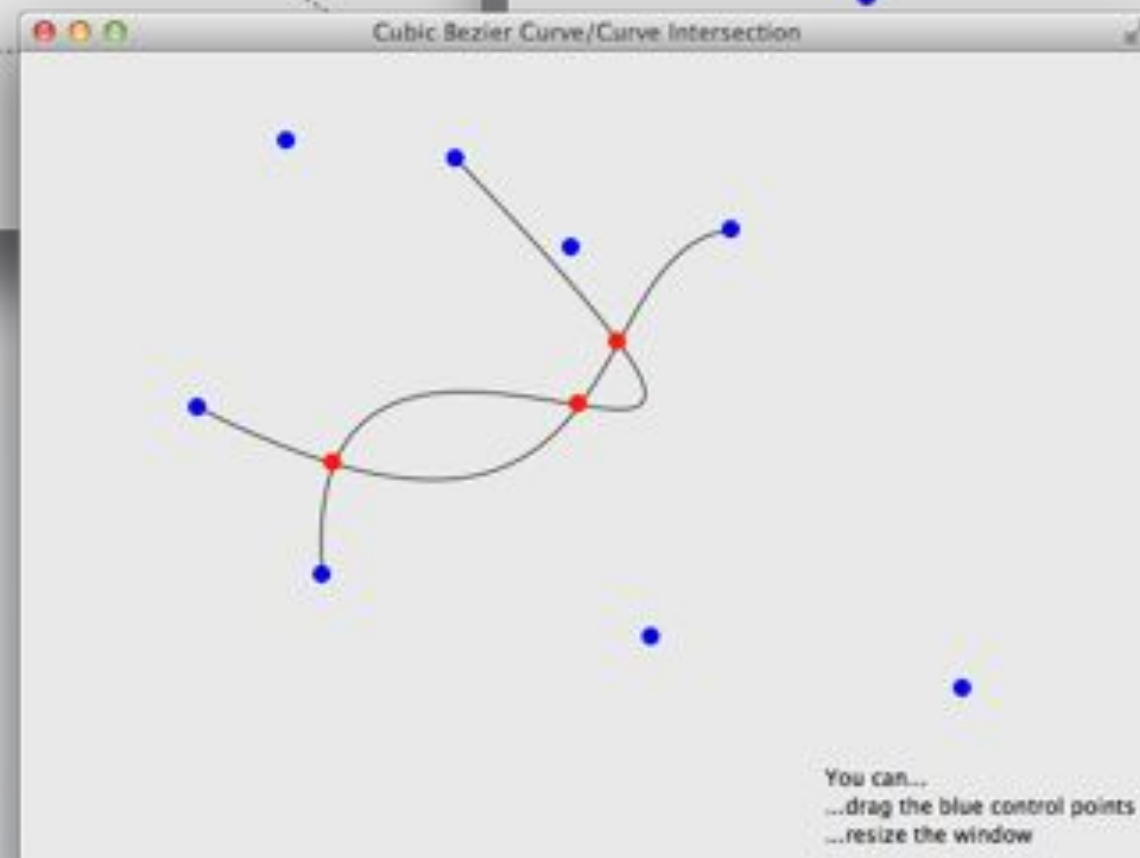 Cubic Bezier Curve/Curve Intersection
You can...
...drag the blue control points
...resize the window